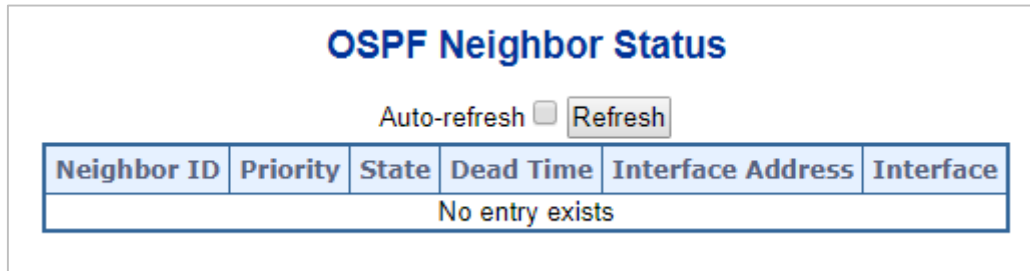 OSPF Neighbor Status
Auto-refresh Refresh
Neighbor ID Priority State Dead Time Interface Address Interface
No entry exists